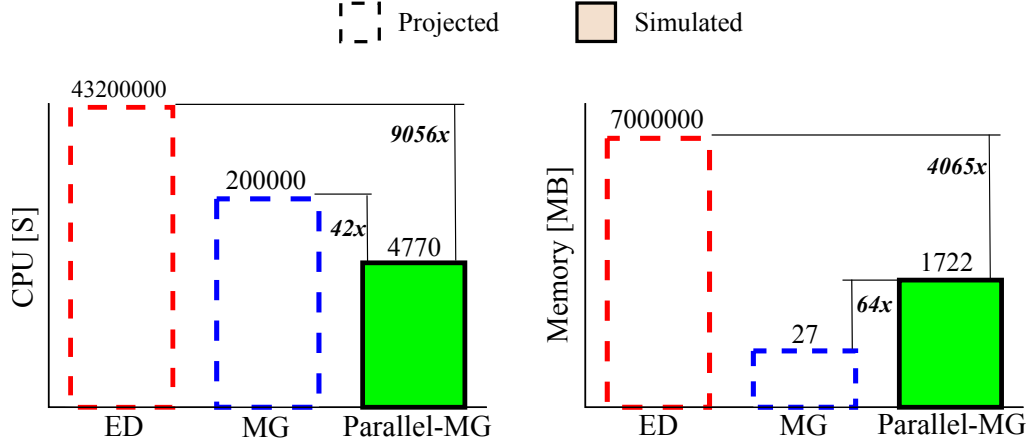 Projected
Simulated
43200000
9056x
200000
42x
4770
CPU [S]
ED
MG
Parallel-MG
7000000
4065x
1722
64x
27
Memory [MB]
ED
MG
Parallel-MG